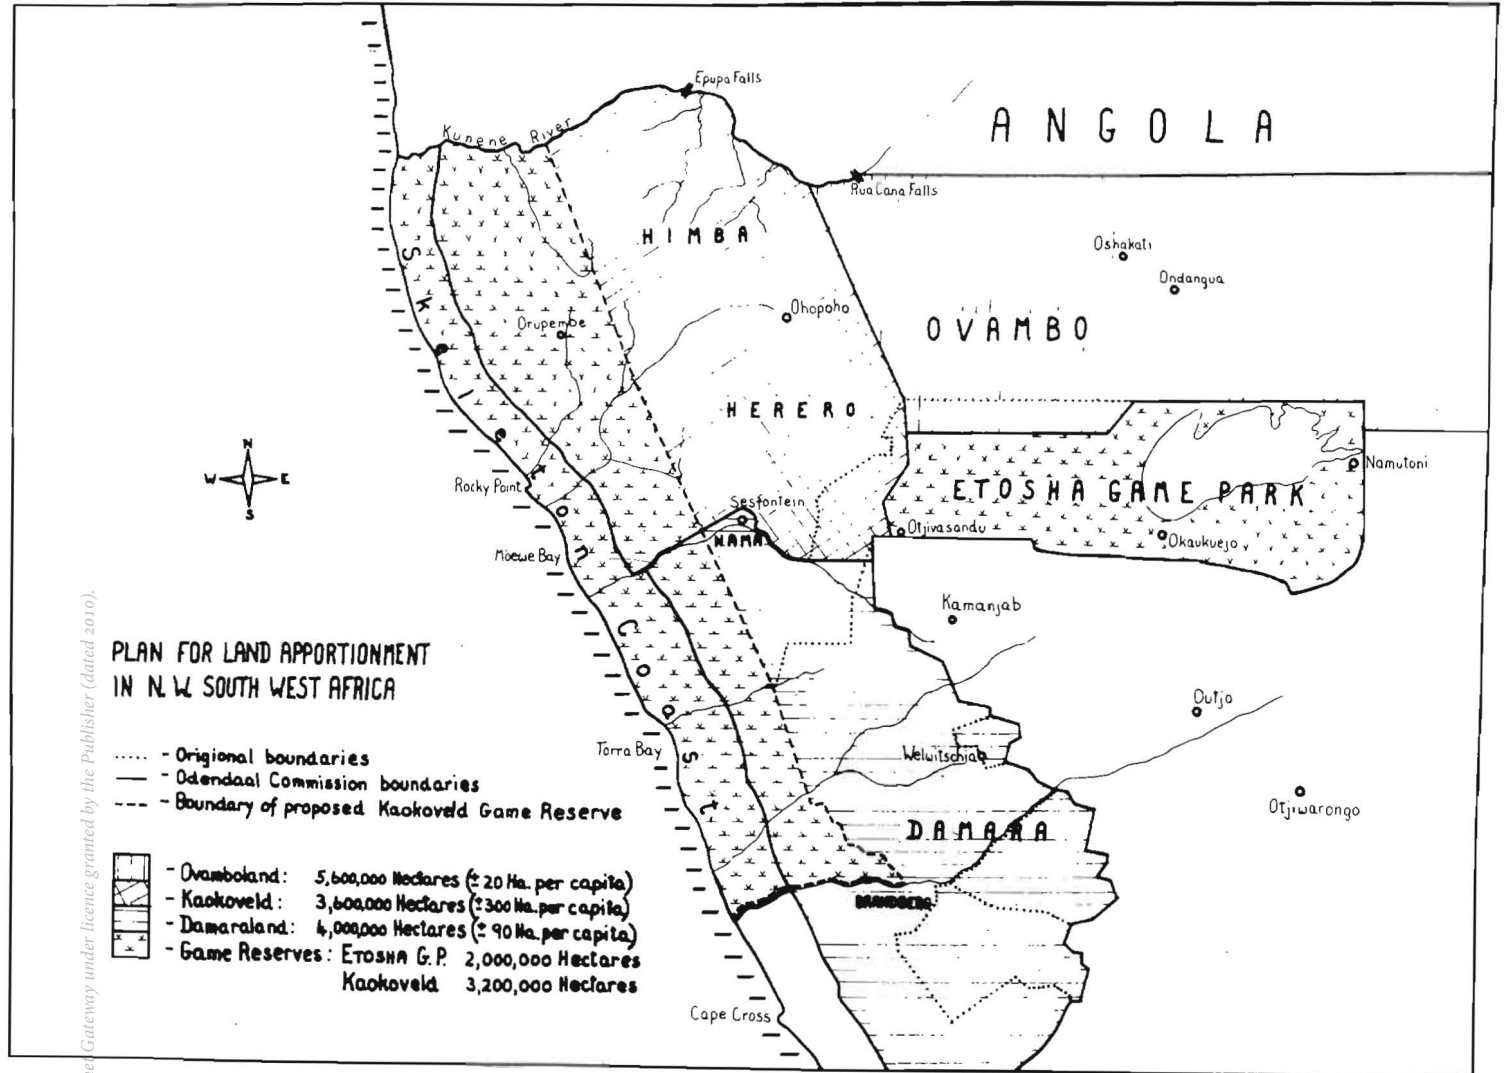 Epupa Falls
ANGOLA
Kunene River
Rua Cana Falls
HIMBA
Oshakati
Ondangua
Ohopoho
OVAMBO
Orupembe
Skeleton Coast
HERERO
N
W E
S
Namutoni
Rocky Point
ETOSHA GAME PARK
Sesfontein
NAMA
Otjivasandu
Okaukuejo
Möewe Bay
Kamanjab
PLAN FOR LAND APPORTIONMENT
IN N.W. SOUTH WEST AFRICA
Outjo
Torra Bay
Welwitschia
..... - Origional boundaries
— - Odendaal Commission boundaries
--- - Boundary of proposed Kaokoveld Game Reserve
Otjiwarongo
DAMARA
- Ovamboland: 5,600,000 Hectares (± 20 Ha. per capita)
- Kaokoveld: 3,600,000 Hectares (±300 Ha. per capita)
- Damaraland: 4,000,000 Hectares (± 90 Ha. per capita)
- Game Reserves: ETOSHA G.P. 2,000,000 Hectares
Kaokoveld 3,200,000 Hectares
BRANDBERG
Cape Cross
Gateway under licence granted by the Publisher (dated 2010).